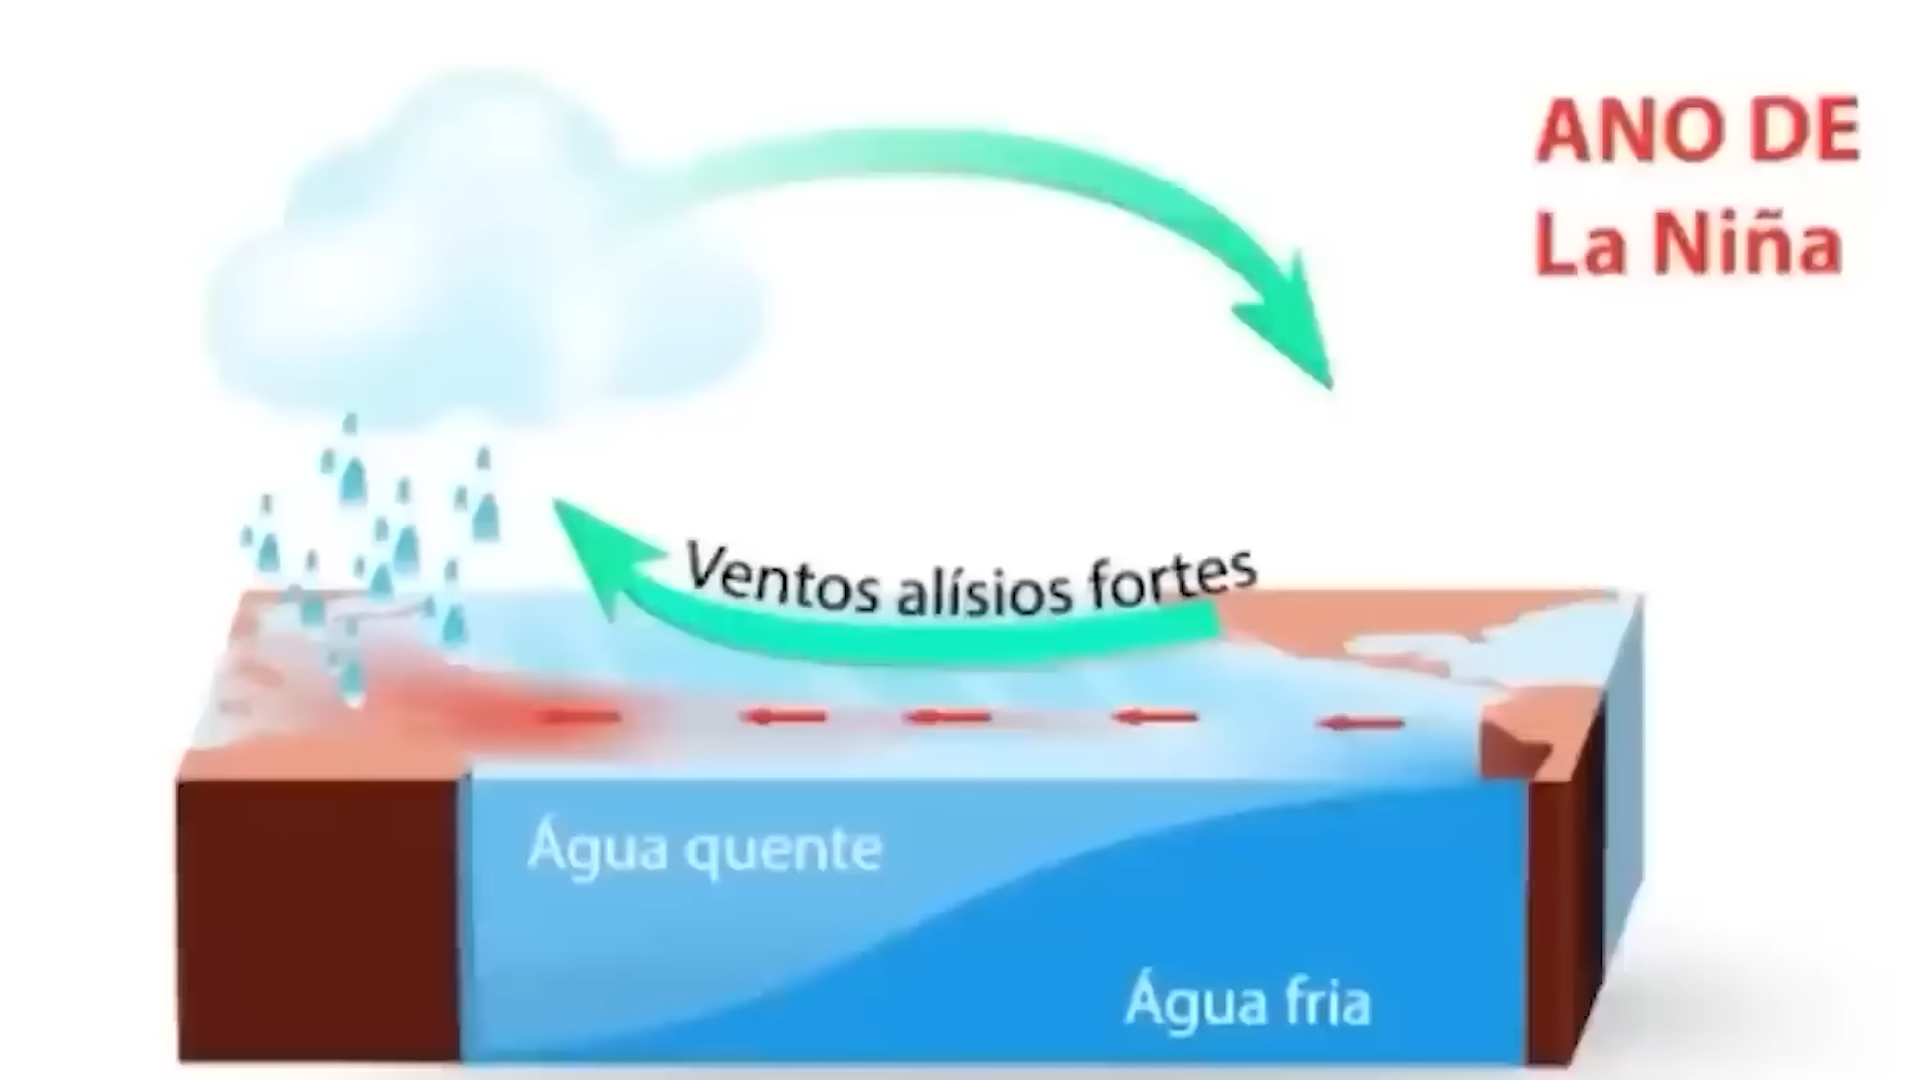 ANO DE
La Niña
Ventos alísios fortes
Água quente
Água fria